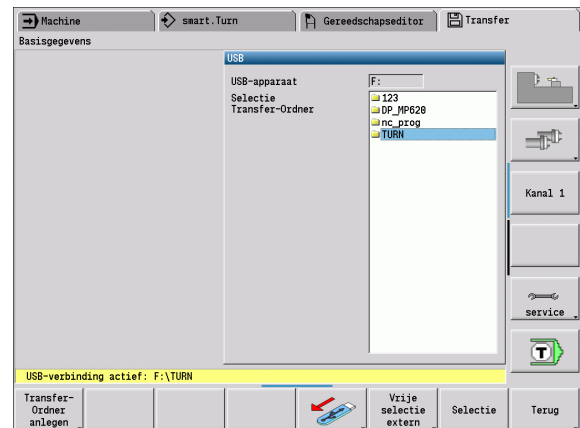 Machine
smart.Turn
Gereedschapseditor
Transfer
Basisgegevens
USB
USB-apparaat
F:
Selectie
Transfer-Ordner
123
DP_MP620
nc_prog
TURN
Kanal 1
service
T
USB-verbinding actief: F:\TURN
Transfer-
Ordner
anlegen
Vrije
selectie
extern
Selectie
Terug